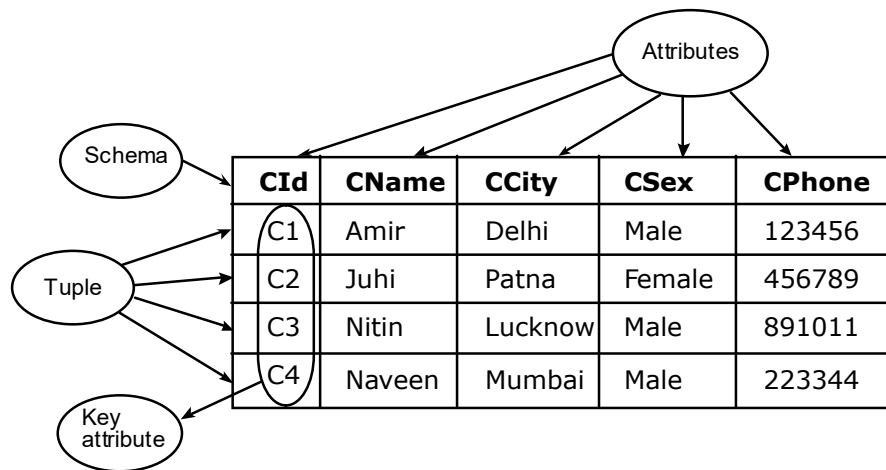 Attributes
Schema
CId CName CCity CSex CPhone
C1 Amir Delhi Male 123456
C2 Juhi Patna Female 456789
Tuple
C3 Nitin Lucknow Male 891011
C4 Naveen Mumbai Male 223344
Key
attribute